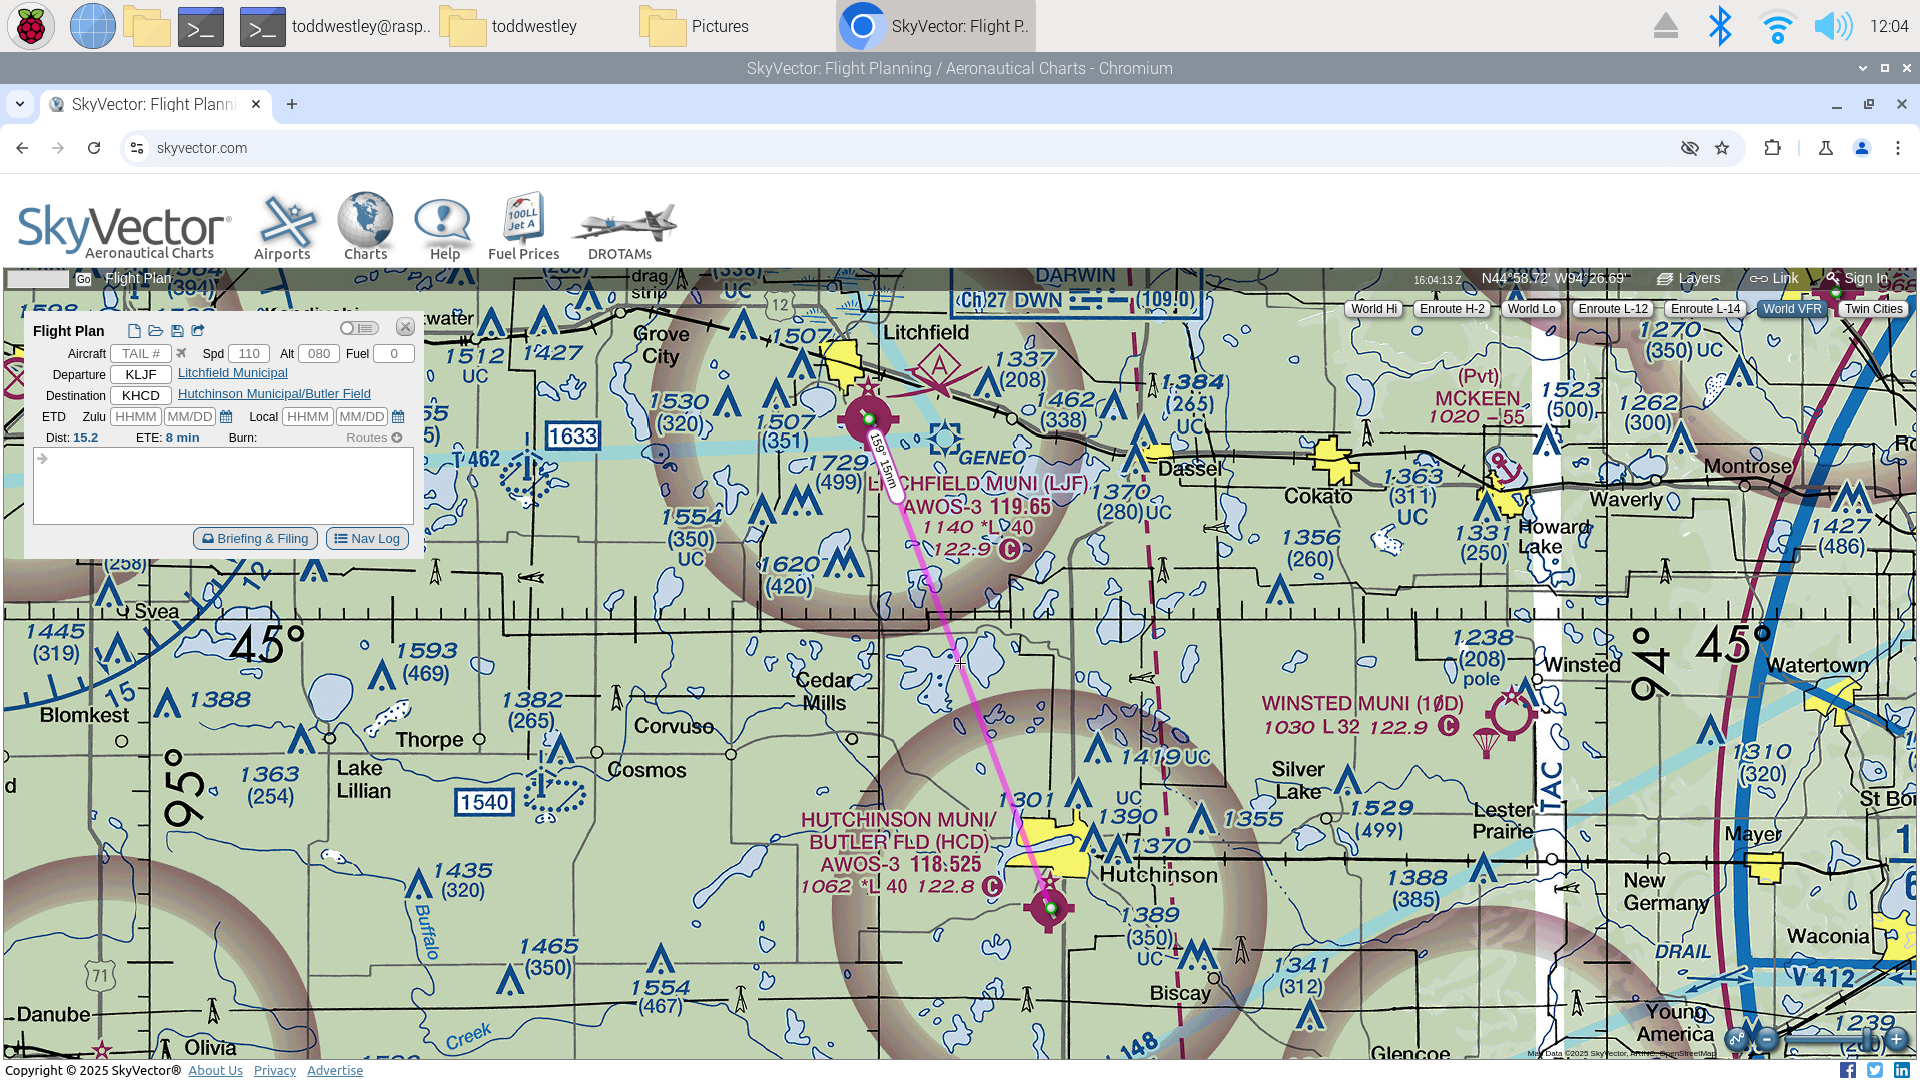 toddwestley@rasp..
toddwestley
Pictures
SkyVector: Flight P..
12:04
SkyVector: Flight Planning / Aeronautical Charts - Chromium
SkyVector: Flight Planni
skyvector.com
SkyVector®
Aeronautical Charts
Airports
Charts
Help
100LL
Jet A
Fuel Prices
DROTAMs
Go
Flight Plan
16:04:13 Z
N44°58.72' W94°26.69'
Layers
Link
Sign In
World Hi
Enroute H-2
World Lo
Enroute L-12
Enroute L-14
World VFR
Twin Cities
Flight Plan
Aircraft TAIL # Spd 110 Alt 080 Fuel 0
Departure KLJF Litchfield Municipal
Destination KHCD Hutchinson Municipal/Butler Field
ETD Zulu HHMM MM/DD Local HHMM MM/DD
Dist: 15.2 ETE: 8 min Burn: Routes
Briefing & Filing
Nav Log
(394)
drag
strip
UC
12
DARWIN
Ch 27 DWN (109.0)
Grove
City
1507
Litchfield
1512
UC
1427
1337
(208)
1384
(265)
UC
1270
(350) UC
(Pvt)
MCKEEN
1020 - 55
1523
(500)
1262
(300)
1530
(320)
1507
(351)
1462
(338)
1633
T 462
GENEO
1729
(499)
159° 15nm
LITCHFIELD MUNI (LJF)
AWOS-3 119.65
1140 *L 40
122.9 C
Dassel
1370
(280) UC
Cokato
1363
(311)
UC
Montrose
Waverly
1331
(250)
Howard
Lake
1427
(486)
1554
(350)
UC
1356
(260)
1620
(420)
(258)
12
Svea
1445
(319)
45°
1593
(469)
15
1388
Blomkest
1382
(265)
Cedar
Mills
1238
(208)
pole
Winsted
94°
45°
Watertown
WINSTED MUNI (1Ø D)
1030 L 32 122.9 C
Corvuso
Thorpe
95°
1363
(254)
Lake
Lillian
Cosmos
1540
1419 UC
1310
(320)
Silver
Lake
1529
(499)
TAC
Lester
Prairie
St Bo
1301
UC
1390
1355
HUTCHINSON MUNI/
BUTLER FLD (HCD)
AWOS-3 118.525
1062 *L 40 122.8 C
1370
Hutchinson
Mayer
1435
(320)
Buffalo
Creek
1388
(385)
New
Germany
1389
(350)
UC
Waconia
DRAIL
V 412
1465
(350)
1554
(467)
1341
(312)
71
Biscay
Danube
Olivia
148
Glencoe
Young
America
1239
Map Data ©2025 SkyVector, AirNC, OpenStreetMap
Copyright © 2025 SkyVector® About Us Privacy Advertise